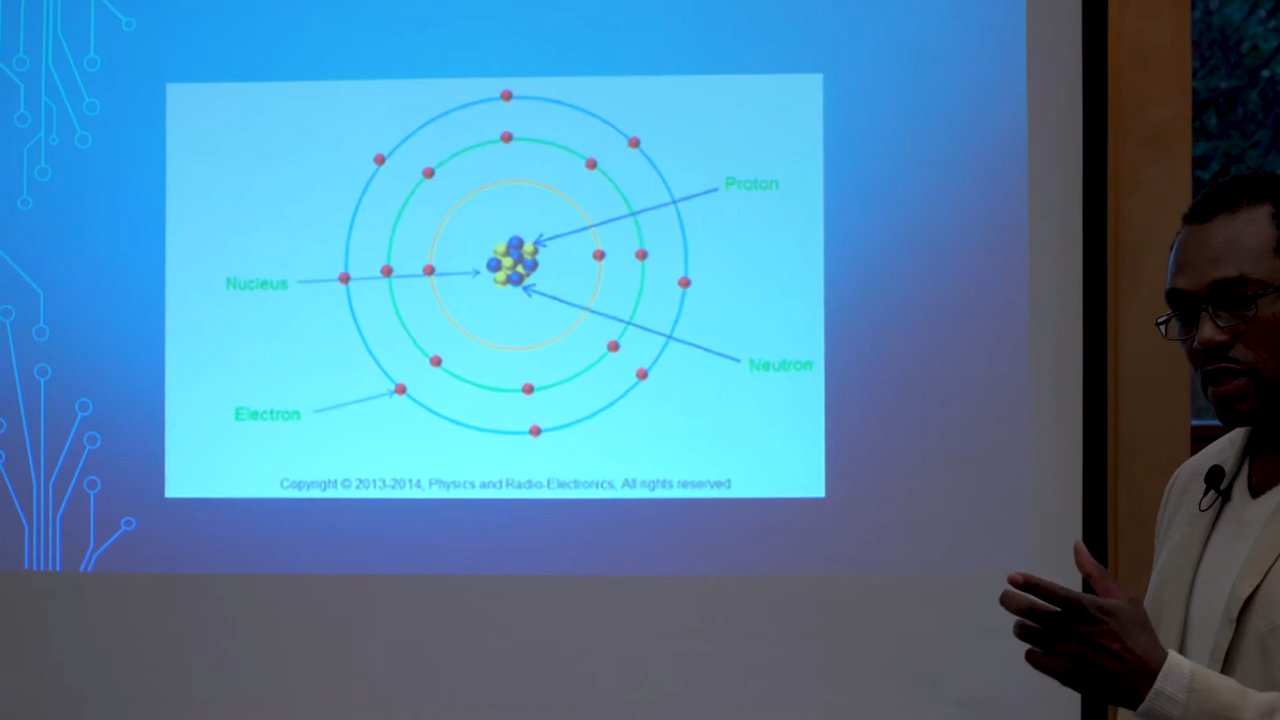 Proton
Nucleus
Neutron
Electron
Copyright © 2013-2014, Physics and Radio-Electronics, All rights reserved